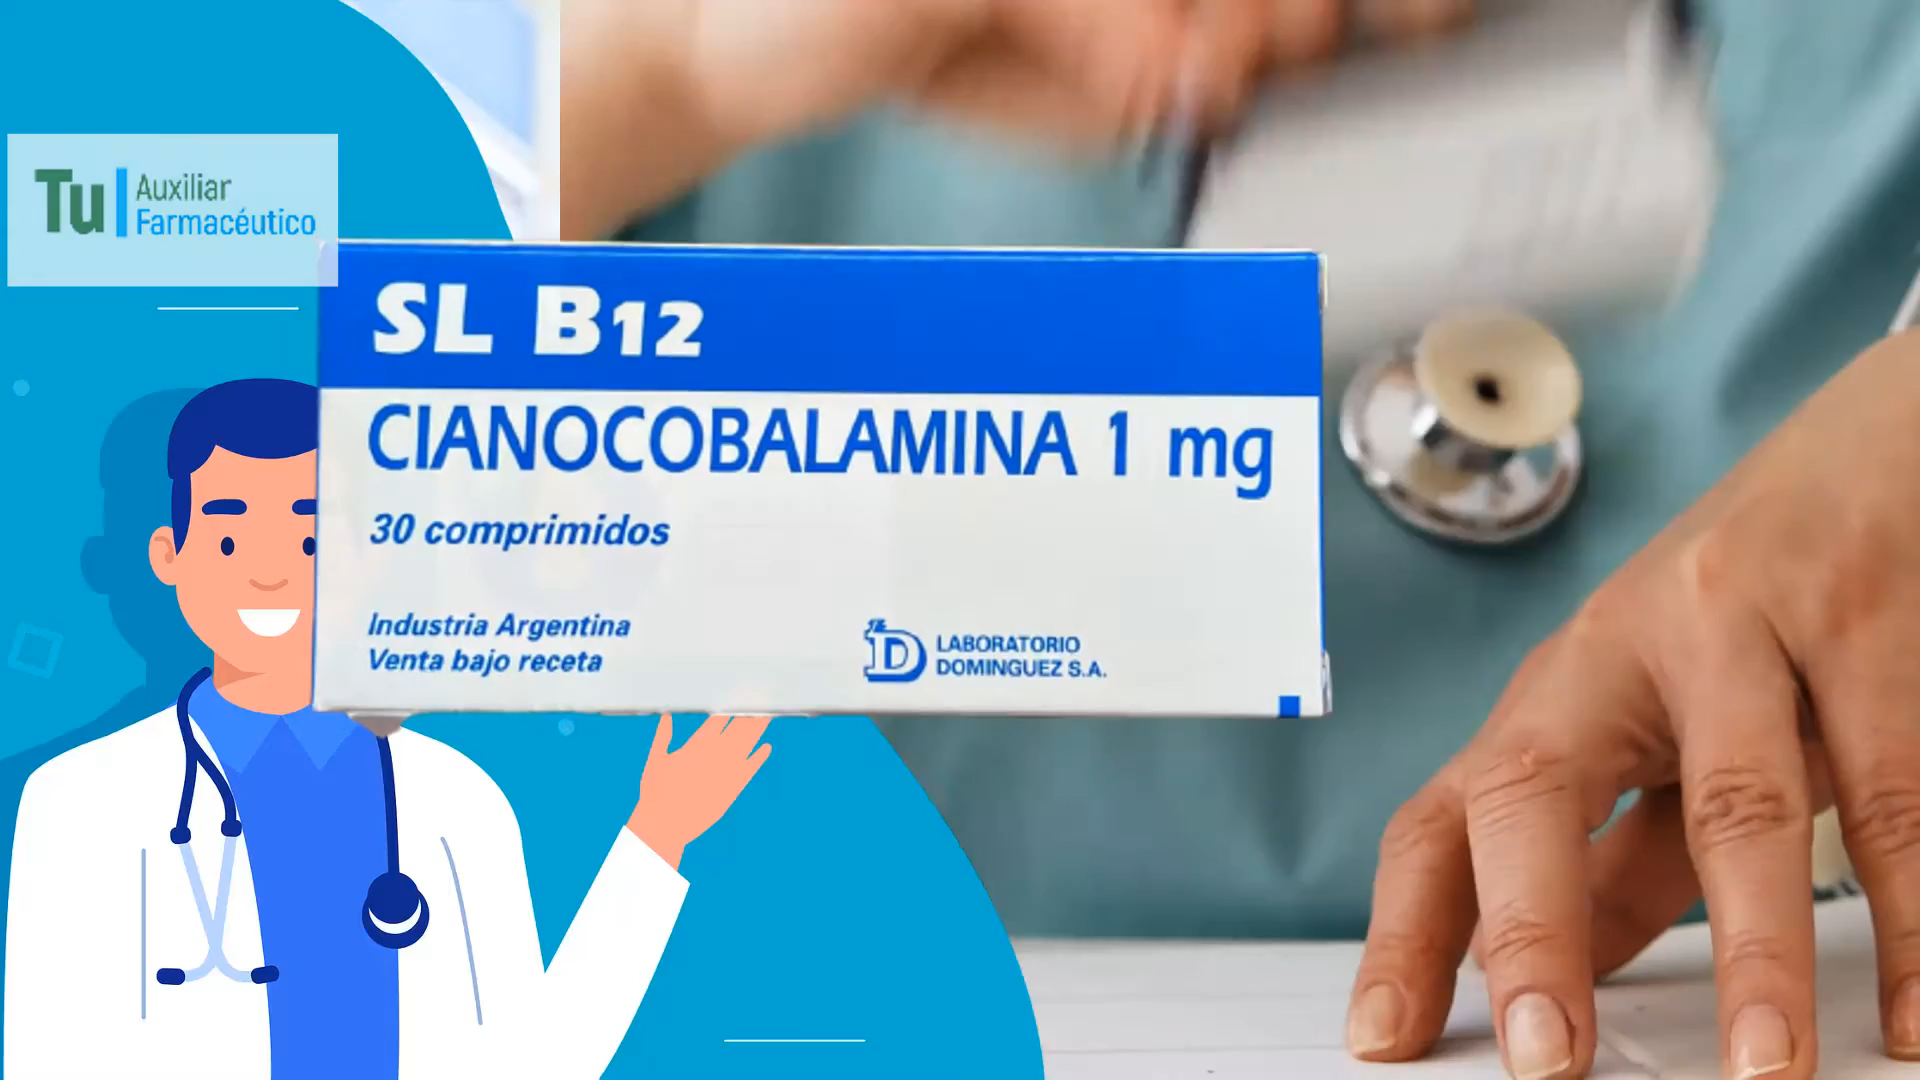 Tu Auxiliar
Farmacéutico
SL B12
CIANOCOBALAMINA 1 mg
30 comprimidos
Industria Argentina
Venta bajo receta
LABORATORIO
DOMINGUEZ S.A.